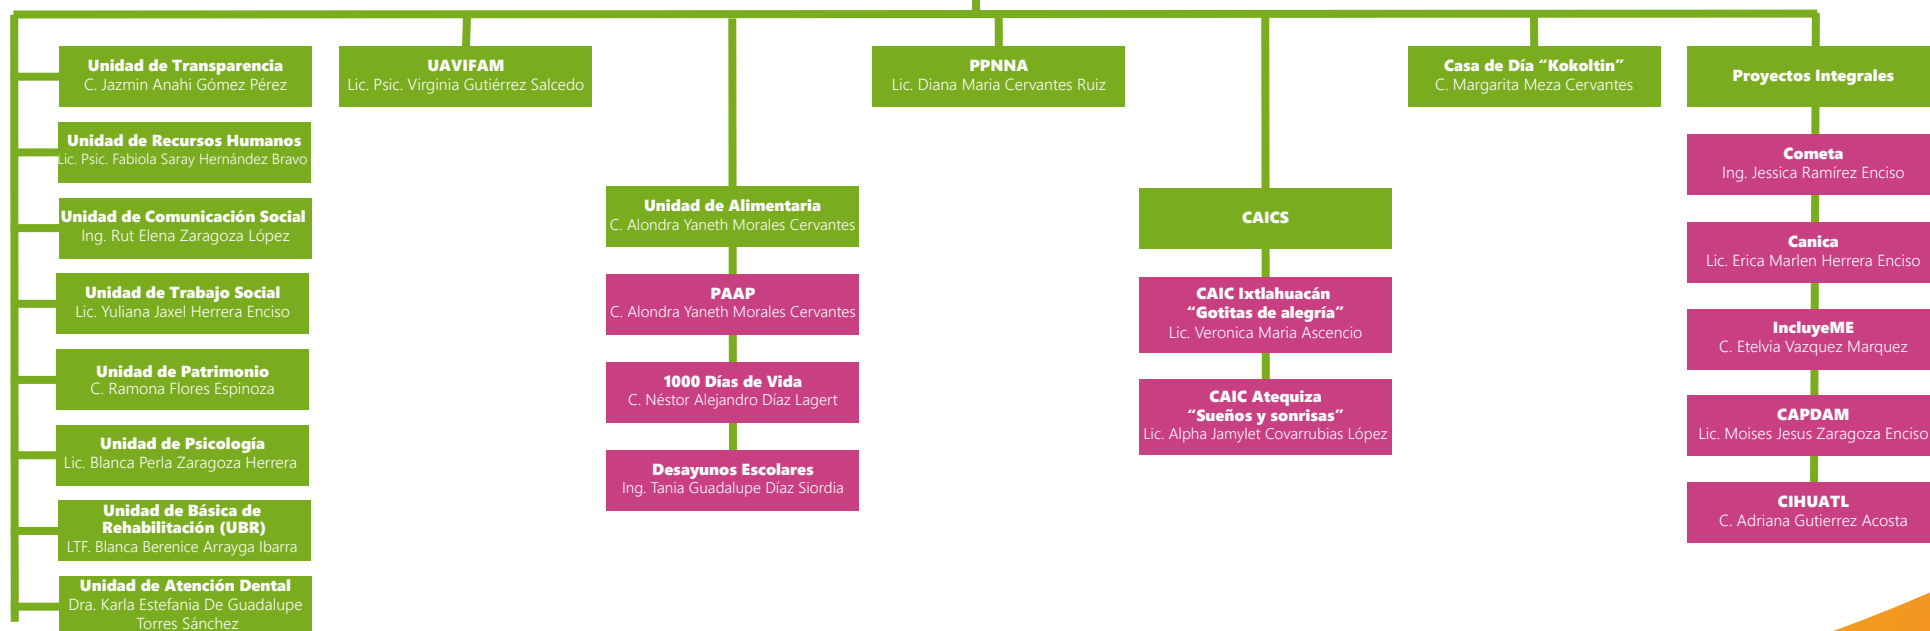 Unidad de Transparencia
C. Jazmin Anahi Gómez Pérez
Unidad de Recursos Humanos
Lic. Psic. Fabiola Saray Hernández Bravo
Unidad de Comunicación Social
Ing. Rut Elena Zaragoza López
Unidad de Trabajo Social
Lic. Yuliana Jaxel Herrera Enciso
Unidad de Patrimonio
C. Ramona Flores Espinoza
Unidad de Psicología
Lic. Blanca Perla Zaragoza Herrera
Unidad de Básica de
Rehabilitación (UBR)
LTF. Blanca Berenice Arrayga Ibarra
Unidad de Atención Dental
Dra. Karla Estefania De Guadalupe
Torres Sánchez
UAVIFAM
Lic. Psic. Virginia Gutiérrez Salcedo
Unidad de Alimentaria
C. Alondra Yaneth Morales Cervantes
PAAP
C. Alondra Yaneth Morales Cervantes
1000 Días de Vida
C. Néstor Alejandro Díaz Lagert
Desayunos Escolares
Ing. Tania Guadalupe Díaz Siordia
PPNNA
Lic. Diana Maria Cervantes Ruiz
CAICS
CAIC Ixtlahuacán
“Gotitas de alegría”
Lic. Veronica Maria Ascencio
CAIC Atequiza
“Sueños y sonrisas”
Lic. Alpha Jamylet Covarrubias López
Casa de Día “Kokoltin”
C. Margarita Meza Cervantes
Proyectos Integrales
Cometa
Ing. Jessica Ramírez Enciso
Canica
Lic. Erica Marlen Herrera Enciso
IncluyeME
C. Etelvia Vazquez Marquez
CAPDAM
Lic. Moises Jesus Zaragoza Enciso
CIHUATL
C. Adriana Gutierrez Acosta